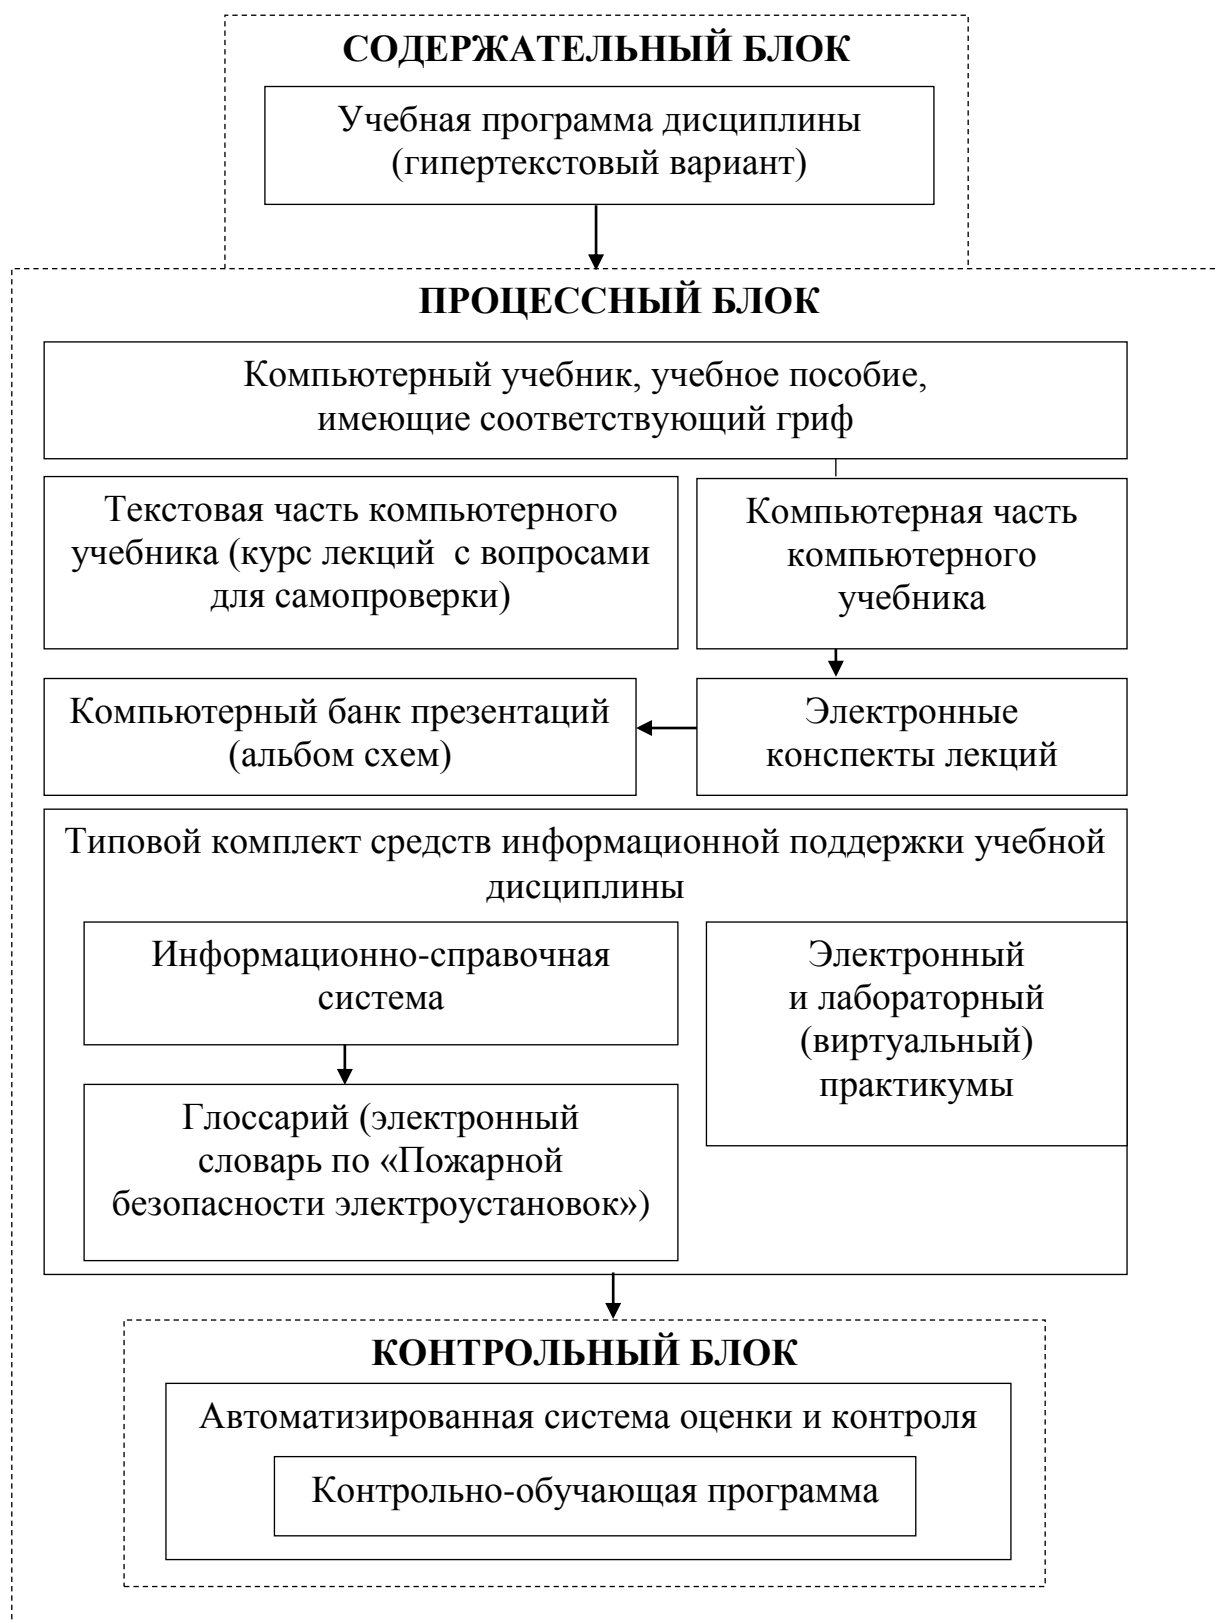 СОДЕРЖАТЕЛЬНЫЙ БЛОК
Учебная программа дисциплины
(гипертекстовый вариант)
ПРОЦЕССНЫЙ БЛОК
Компьютерный учебник, учебное пособие,
имеющие соответствующий гриф
Текстовая часть компьютерного
учебника (курс лекций с вопросами
для самопроверки)
Компьютерная часть
компьютерного
учебника
Компьютерный банк презентаций
(альбом схем)
Электронные
конспекты лекций
Типовой комплект средств информационной поддержки учебной
дисциплины
Информационно-справочная
система
Электронный
и лабораторный
(виртуальный)
практикумы
Глоссарий (электронный
словарь по «Пожарной
безопасности электроустановок»)
КОНТРОЛЬНЫЙ БЛОК
Автоматизированная система оценки и контроля
Контрольно-обучающая программа